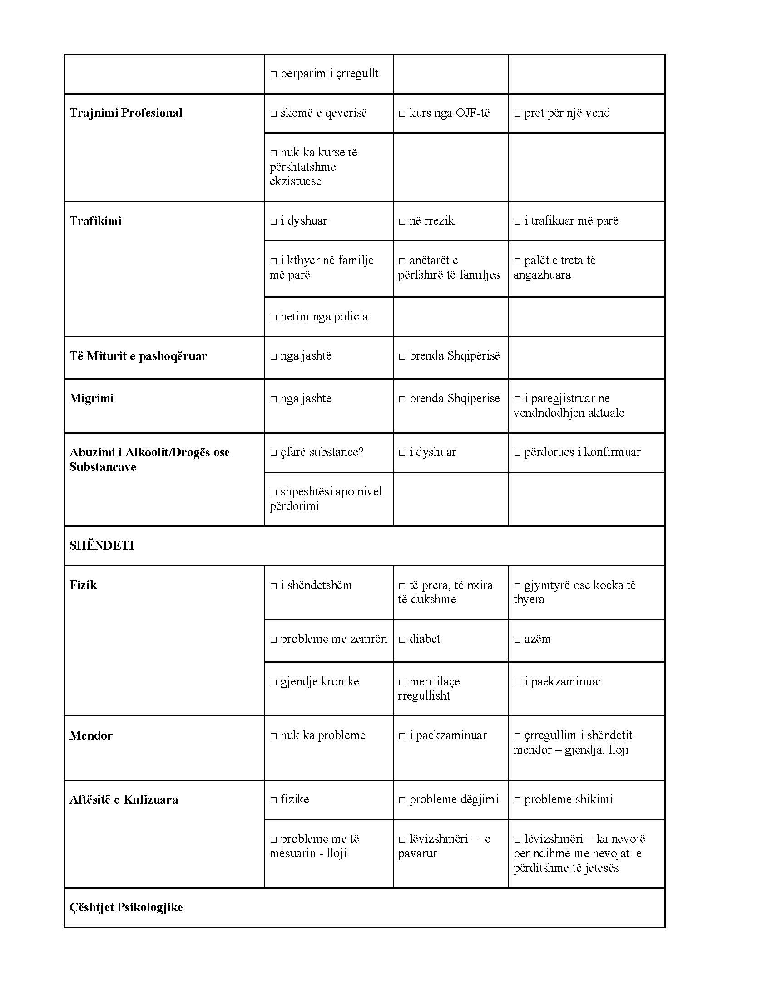 □ përparim i çrregullt
Trajnimi Profesional
□ skemë e qeverisë
□ kurs nga OJF-të
□ pret për një vend
□ nuk ka kurse të
përshtatshme
ekzistuese
Trafikimi
□ i dyshuar
□ në rrezik
□ i trafikuar më parë
□ i kthyer në familje
më parë
□ anëtarët e
përfshirë të familjes
□ palët e treta të
angazhuara
□ hetim nga policia
Të Miturit e pashoqëruar
□ nga jashtë
□ brenda Shqipërisë
Migrimi
□ nga jashtë
□ brenda Shqipërisë
□ i paregjistruar në
vendndodhjen aktuale
Abuzimi i Alkoolit/Drogës ose
Substancave
□ çfarë substance?
□ i dyshuar
□ përdorues i konfirmuar
□ shpeshtësi apo nivel
përdorimi
SHËNDETI
Fizik
□ i shëndetshëm
□ të prera, të nxira
të dukshme
□ gjymtyrë ose kocka të
thyera
□ probleme me zemrën
□ diabet
□ azëm
□ gjendje kronike
□ merr ilaçe
rregullisht
□ i paekzaminuar
Mendor
□ nuk ka probleme
□ i paekzaminuar
□ çrregullim i shëndetit
mendor – gjendja, lloji
Aftësitë e Kufizuara
□ fizike
□ probleme dëgjimi
□ probleme shikimi
□ probleme me të
mësuarin - lloji
□ lëvizshmëri –  e
pavarur
□ lëvizshmëri – ka nevojë
për ndihmë me nevojat  e
përditshme të jetesës
Çështjet Psikologjike